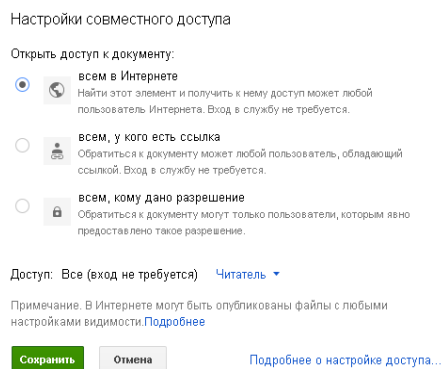 Настройки совместного доступа
Открыть доступ к документу:
всем в Интернете
Найти этот элемент и получить к нему доступ может любой
пользователь Интернета. Вход в службу не требуется.
всем, у кого есть ссылка
Обратиться к документу может любой пользователь, обладающий
ссылкой. Вход в службу не требуется.
всем, кому дано разрешение
Обратиться к документу могут только пользователи, которым явно
предоставлено такое разрешение.
Доступ: Все (вход не требуется) Читатель
Примечание. В Интернете могут быть опубликованы файлы с любыми
настройками видимости.Подробнее
Сохранить Отмена Подробнее о настройке доступа...